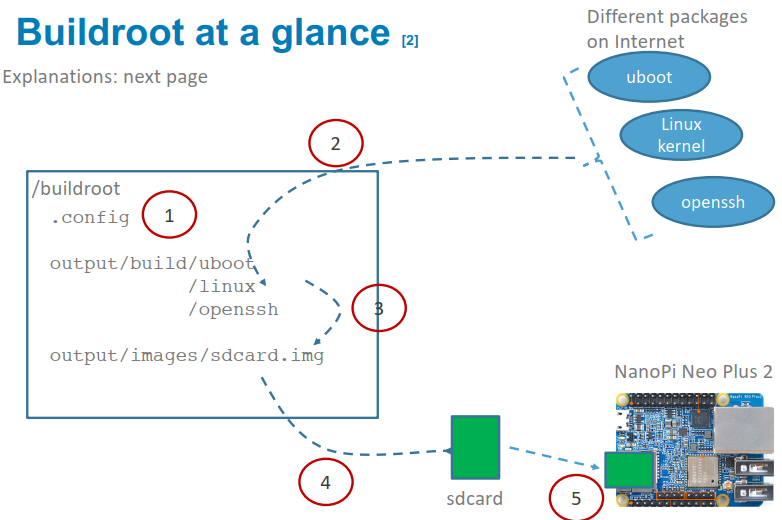 Buildroot at a glance [2]
Explanations: next page
Different packages
on Internet
uboot
Linux
kernel
openssh
2
/buildroot
.config
1
output/build/uboot
/linux
/openssh
3
output/images/sdcard.img
4
sdcard
5
NanoPi Neo Plus 2